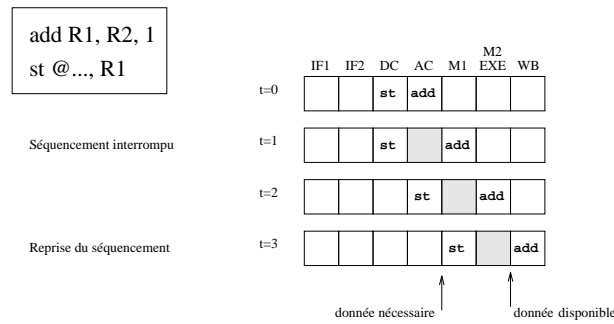 add R1, R2, 1
st @..., R1
M2
IF1 IF2 DC AC M1 EXE WB
t=0 st add
Séquencement interrompu t=1 st add
t=2 st add
Reprise du séquencement t=3 st add
donnée nécessaire donnée disponible